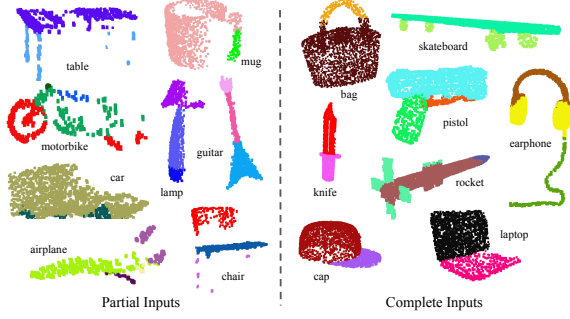 table
mug
motorbike
guitar
lamp
car
airplane
chair
Partial Inputs
skateboard
bag
pistol
earphone
knife
rocket
cap
laptop
Complete Inputs